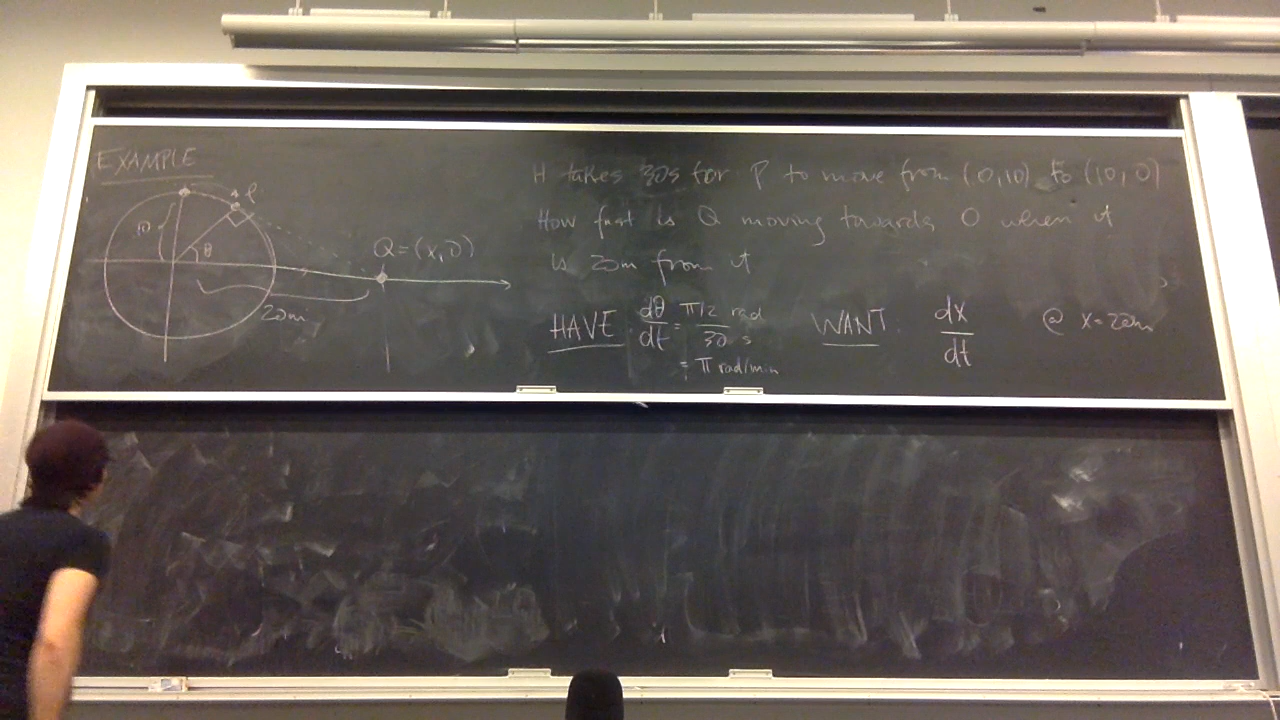 EXAMPLE
It takes 30s for P to move from (0,10) to (10,0)
How fast is Q moving towards O when it
is 20m from it
P
10
θ
Q=(x,0)
20m
HAVE dθ/dt = π/2 rad / 30 s
= π rad/min
WANT dx/dt @ x=20m